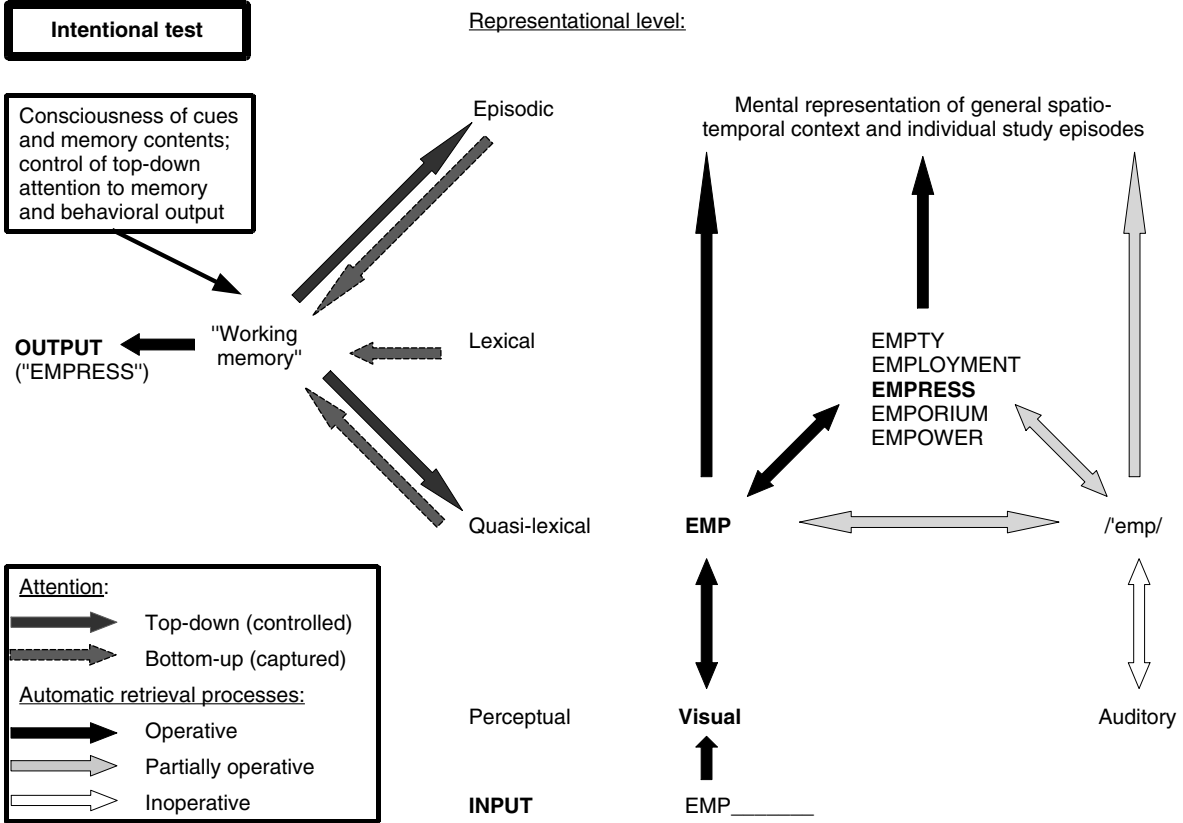 Intentional test
Representational level:
Consciousness of cues
and memory contents;
control of top-down
attention to memory
and behavioral output
Episodic
Mental representation of general spatio-
temporal context and individual study episodes
"Working
memory"
OUTPUT
("EMPRESS")
Lexical
EMPTY
EMPLOYMENT
EMPRESS
EMPORIUM
EMPOWER
Quasi-lexical
EMP
/'emp/
Attention:
Top-down (controlled)
Bottom-up (captured)
Automatic retrieval processes:
Operative
Partially operative
Inoperative
Perceptual
Visual
Auditory
INPUT
EMP_______